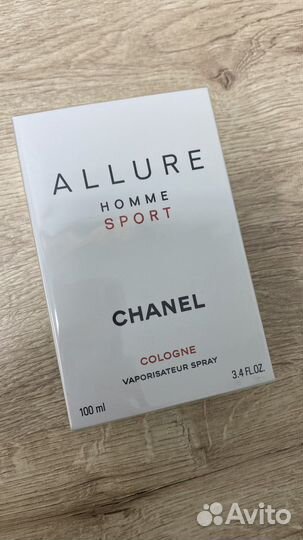 ALLURE
HOMME
SPORT
CHANEL
COLOGNE
VAPORISATEUR SPRAY
100 ml 3.4 FL.OZ.
Avito